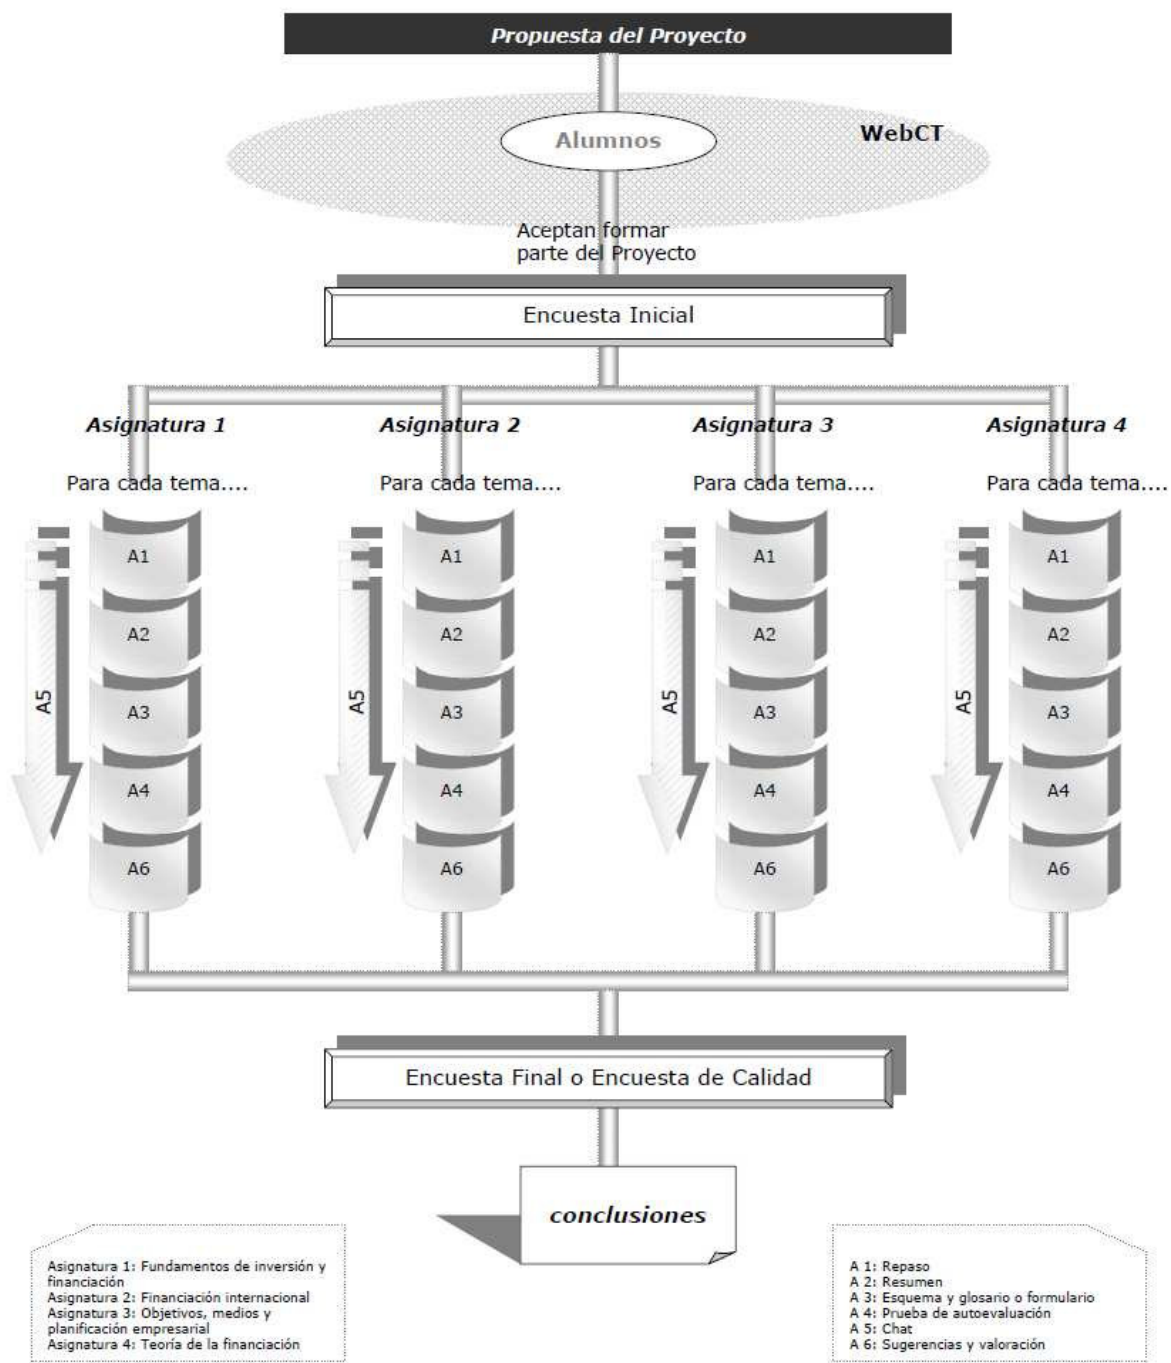 Propuesta del Proyecto
Alumnos
WebCT
Aceptan formar
parte del Proyecto
Encuesta Inicial
Asignatura 1
Asignatura 2
Asignatura 3
Asignatura 4
Para cada tema....
Para cada tema....
Para cada tema....
Para cada tema....
A5
A1
A2
A3
A4
A6
A5
A1
A2
A3
A4
A6
A5
A1
A2
A3
A4
A6
A5
A1
A2
A3
A4
A6
Encuesta Final o Encuesta de Calidad
conclusiones
Asignatura 1: Fundamentos de inversión y
financiación
Asignatura 2: Financiación internacional
Asignatura 3: Objetivos, medios y
planificación empresarial
Asignatura 4: Teoría de la financiación
A 1: Repaso
A 2: Resumen
A 3: Esquema y glosario o formulario
A 4: Prueba de autoevaluación
A 5: Chat
A 6: Sugerencias y valoración